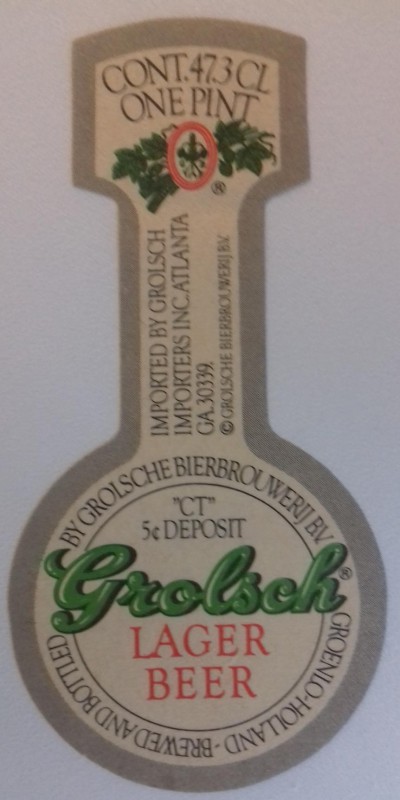 CONT. 47.3 CL
ONE PINT
®
IMPORTED BY GROLSCH
IMPORTERS INC. ATLANTA
GA. 30339.
© GROLSCHE BIERBROUWERIJ B.V.
BREWED AND BOTTLED BY GROLSCHE BIERBROUWERIJ B.V. GROENLO-HOLLAND-
"CT"
5¢ DEPOSIT
Grolsch®
LAGER
BEER